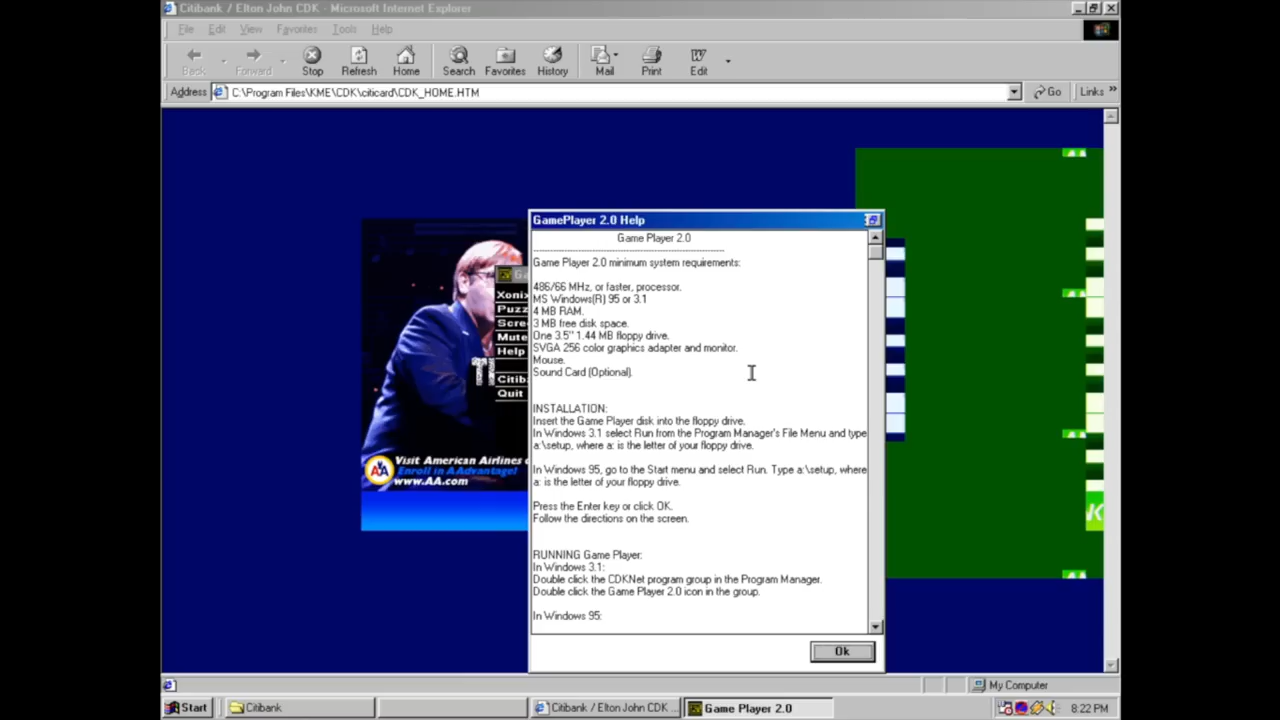 Citibank / Elton John CDK - Microsoft Internet Explorer
File Edit View Favorites Tools Help
Back Forward Stop Refresh Home Search Favorites History Mail Print Edit
Address C:\Program Files\KME\CDK\citicard\CDK_HOME.HTM Go Links »
GamePlayer 2.0 Help
Game Player 2.0
Game Player 2.0 minimum system requirements:
486/66 MHz, or faster, processor.
MS Windows(R) 95 or 3.1
4 MB RAM.
3 MB free disk space.
One 3.5" 1.44 MB floppy drive.
SVGA 256 color graphics adapter and monitor.
Mouse.
Sound Card (Optional).
INSTALLATION:
Insert the Game Player disk into the floppy drive.
In Windows 3.1 select Run from the Program Manager's File Menu and type
a:\setup, where a: is the letter of your floppy drive.
In Windows 95, go to the Start menu and select Run. Type a:\setup, where
a: is the letter of your floppy drive.
Press the Enter key or click OK.
Follow the directions on the screen.
RUNNING Game Player:
In Windows 3.1:
Double click the CDKNet program group in the Program Manager.
Double click the Game Player 2.0 icon in the group.
In Windows 95:
Ok
Xonix
Puzz
Scre
Mute
Help
Citib
Quit
Visit American Airlines
Enroll in AAdvantage!
www.AA.com
AA
My Computer
Start Citibank Citibank / Elton John CDK ... Game Player 2.0 8:22 PM